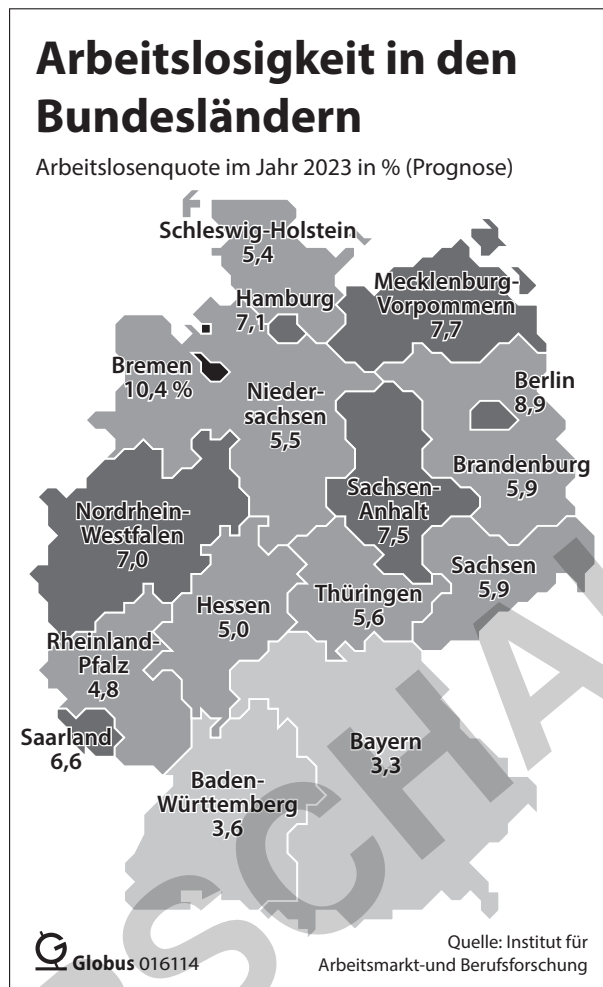 Arbeitslosigkeit in den
Bundesländern
Arbeitslosenquote im Jahr 2023 in % (Prognose)
Schleswig-Holstein
5,4
Hamburg
7,1
Mecklenburg-
Vorpommern
7,7
Bremen
10,4 %
Nieder-
sachsen
5,5
Berlin
8,9
Brandenburg
5,9
Nordrhein-
Westfalen
7,0
Sachsen-
Anhalt
7,5
Sachsen
5,9
Hessen
5,0
Thüringen
5,6
Rheinland-
Pfalz
4,8
Saarland
6,6
Bayern
3,3
Baden-
Württemberg
3,6
Globus 016114
Quelle: Institut für
Arbeitsmarkt-und Berufsforschung